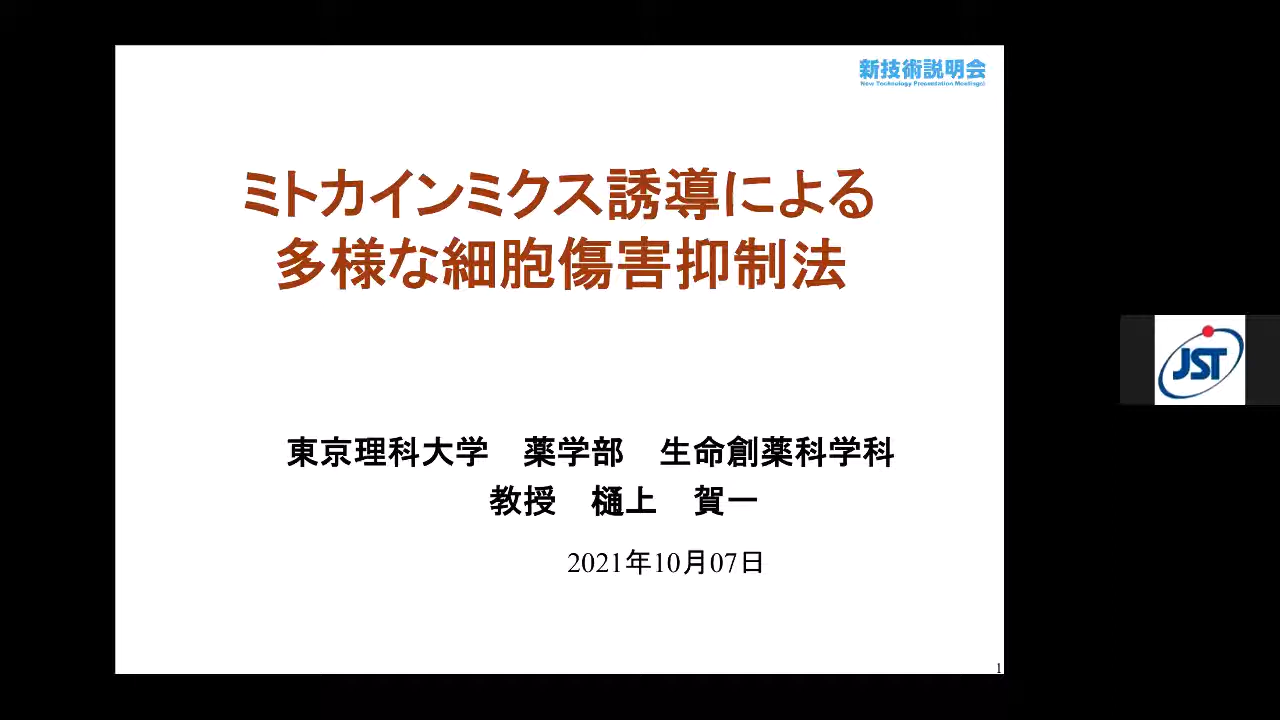 新技術説明会
New Technology Presentation Meetings!
ミトカインミクス誘導による
多様な細胞傷害抑制法
東京理科大学　薬学部　生命創薬科学科
教授　樋上　賀一
2021年10月07日
1
JST